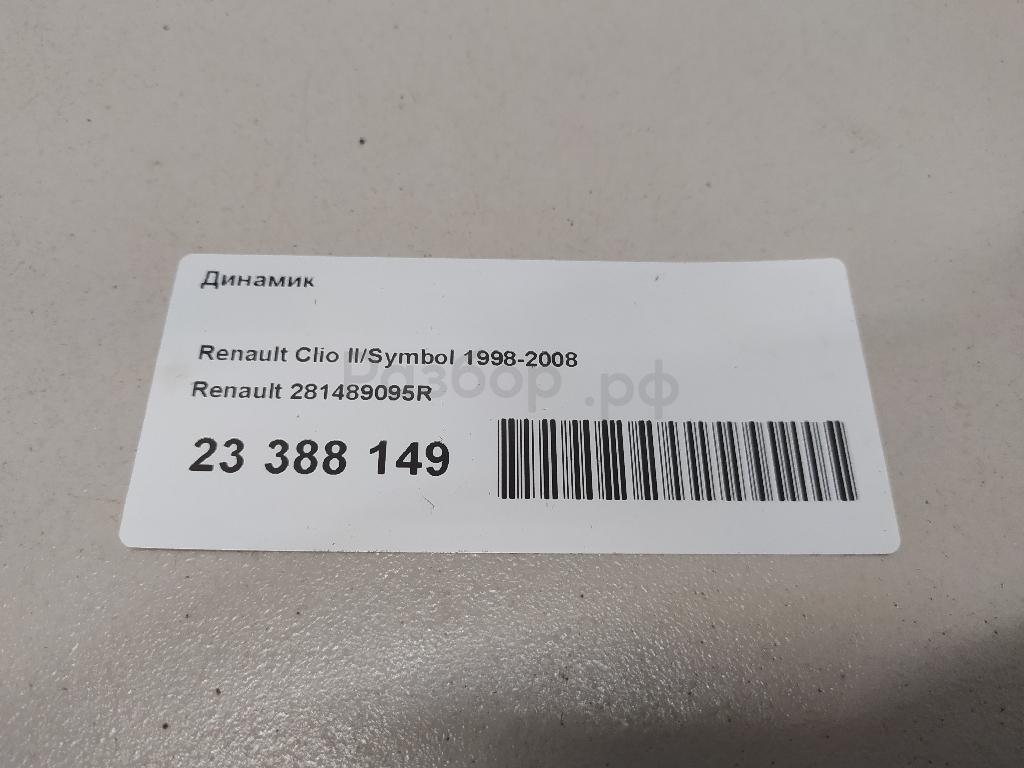 Динамик
Renault Clio II/Symbol 1998-2008
Разбор.рф
Renault 281489095R
23 388 149